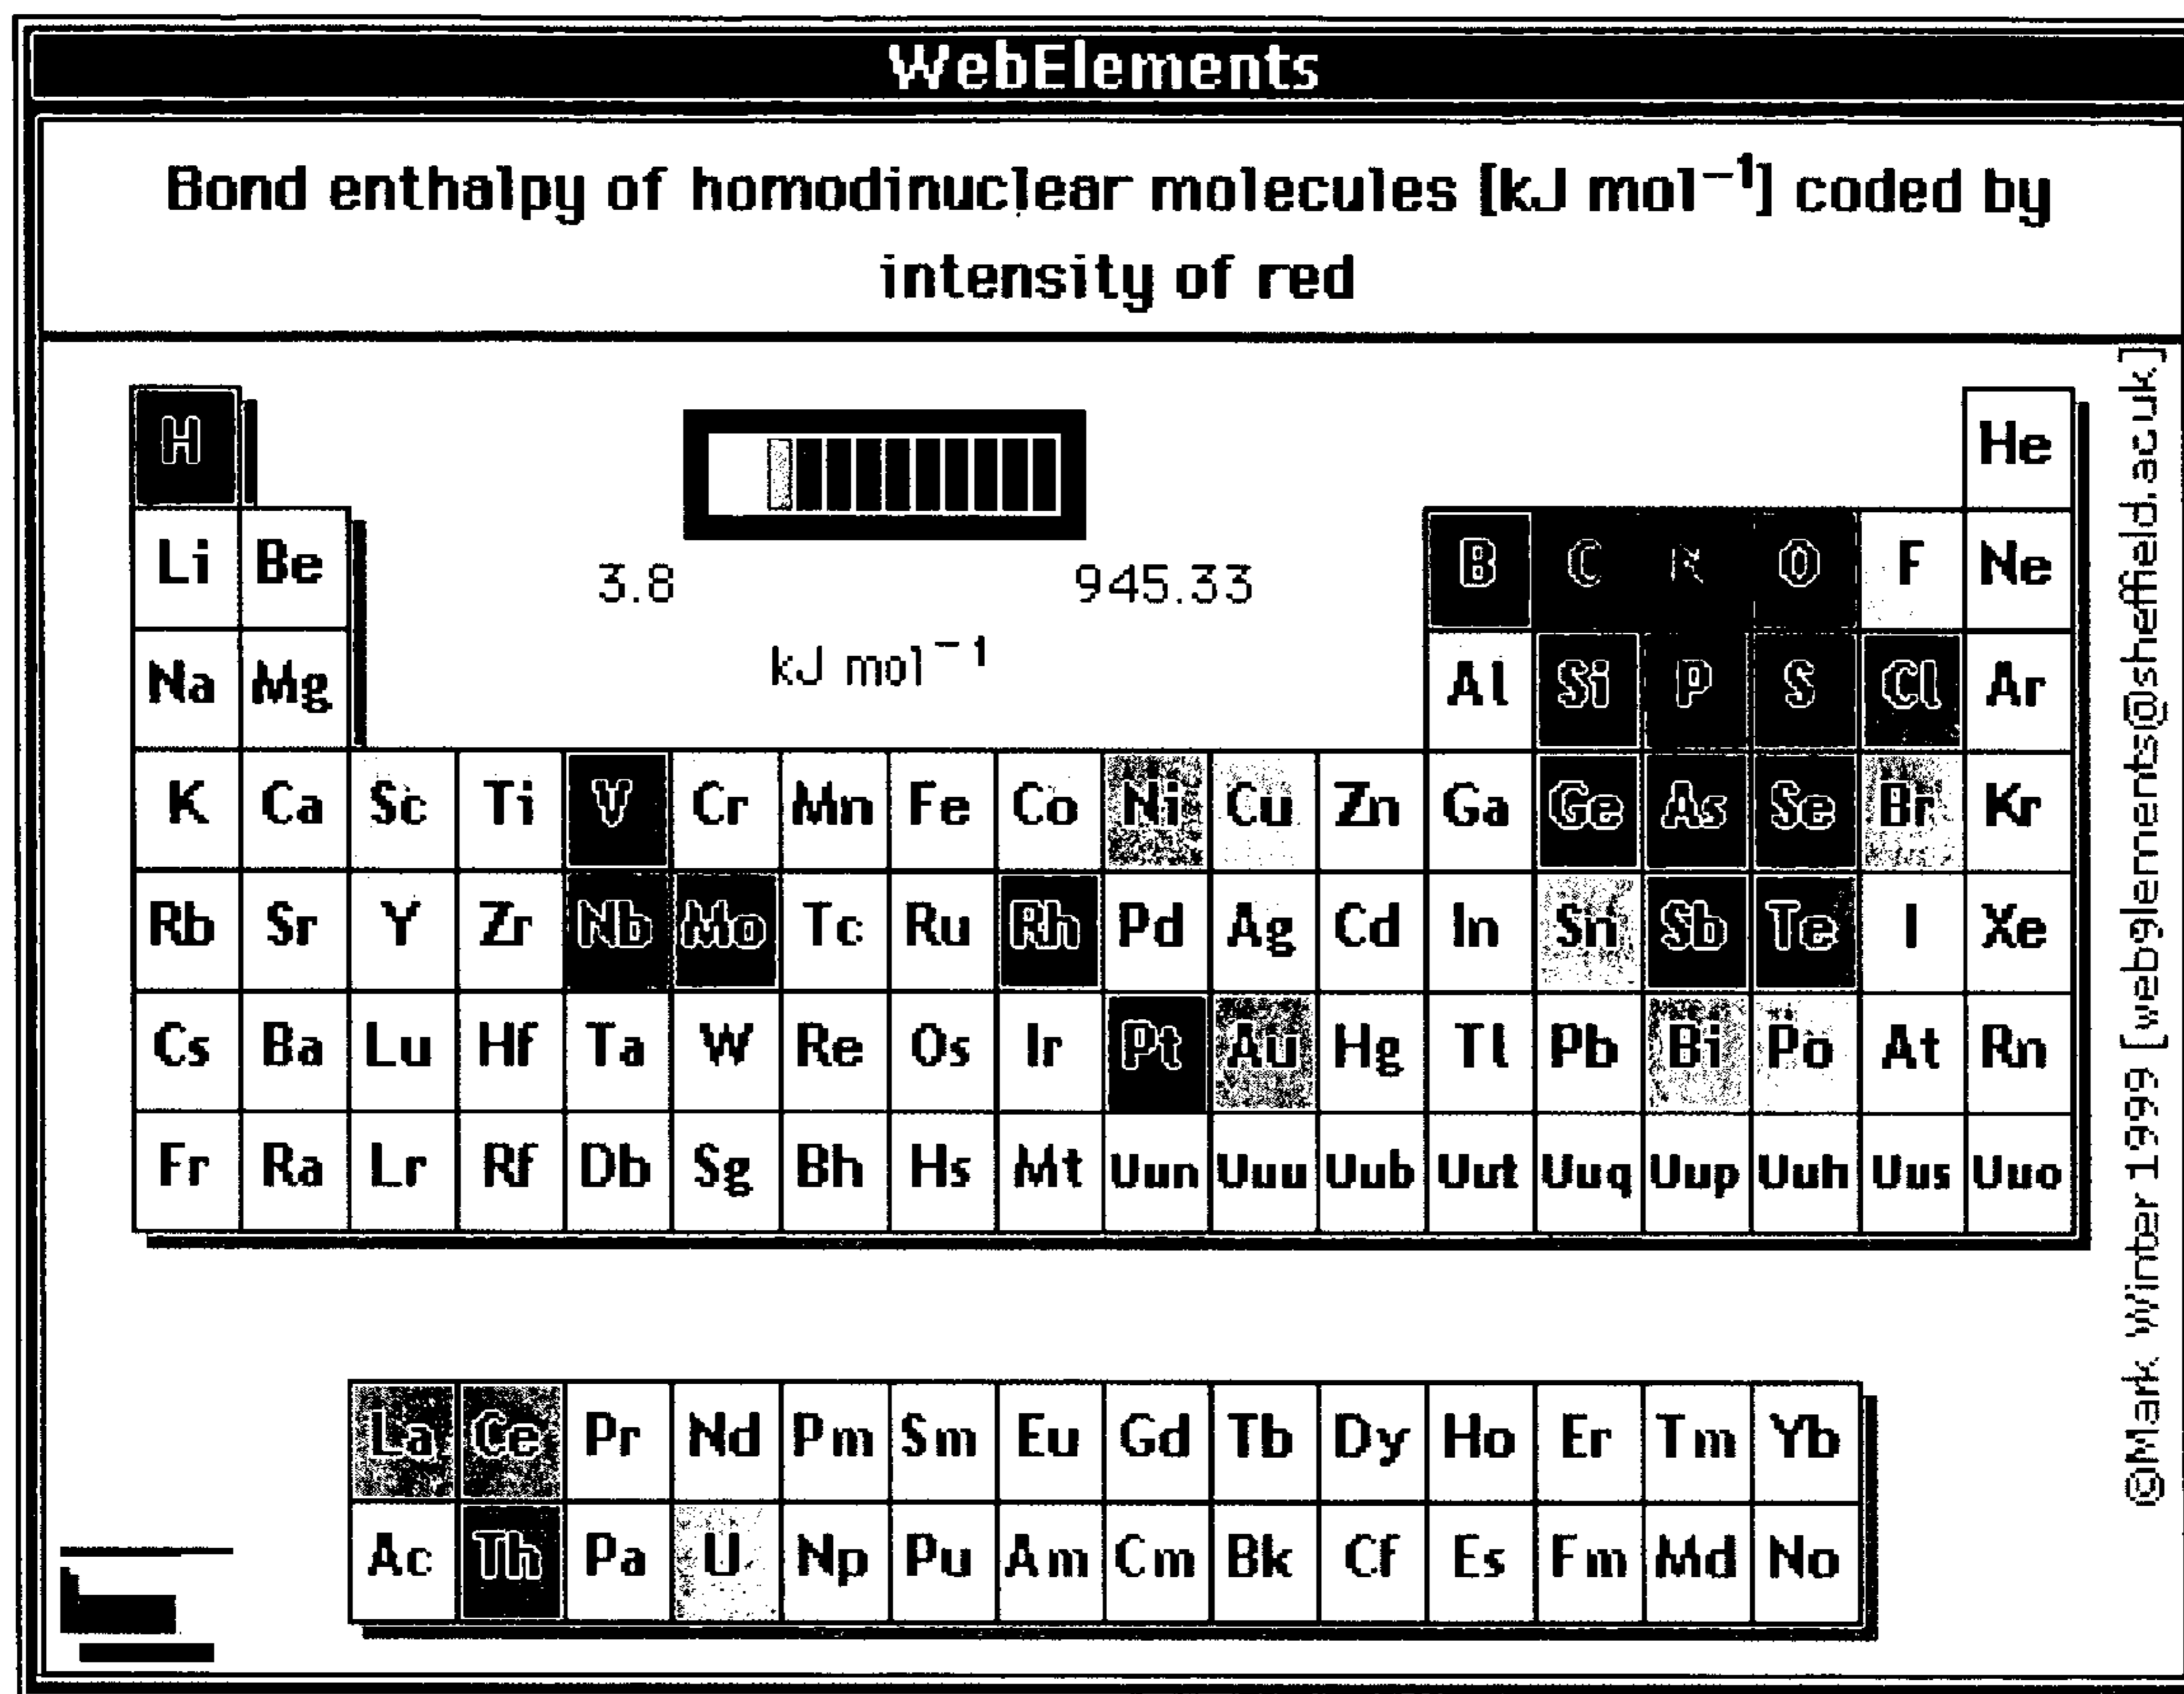 WebElements
Bond enthalpy of homodinuclear molecules [kJ mol⁻¹] coded by
intensity of red
H He
Li Be B C N O F Ne
3.8 945.33
kJ mol⁻¹
Na Mg Al Si P S Cl Ar
K Ca Sc Ti V Cr Mn Fe Co Ni Cu Zn Ga Ge As Se Br Kr
Rb Sr Y Zr Nb Mo Tc Ru Rh Pd Ag Cd In Sn Sb Te I Xe
Cs Ba Lu Hf Ta W Re Os Ir Pt Au Hg Tl Pb Bi Po At Rn
Fr Ra Lr Rf Db Sg Bh Hs Mt Uun Uuu Uub Uut Uuq Uup Uuh Uus Uuo
La Ce Pr Nd Pm Sm Eu Gd Tb Dy Ho Er Tm Yb
Ac Th Pa U Np Pu Am Cm Bk Cf Es Fm Md No
©Mark Winter 1999 [webelements@sheffield.ac.uk]